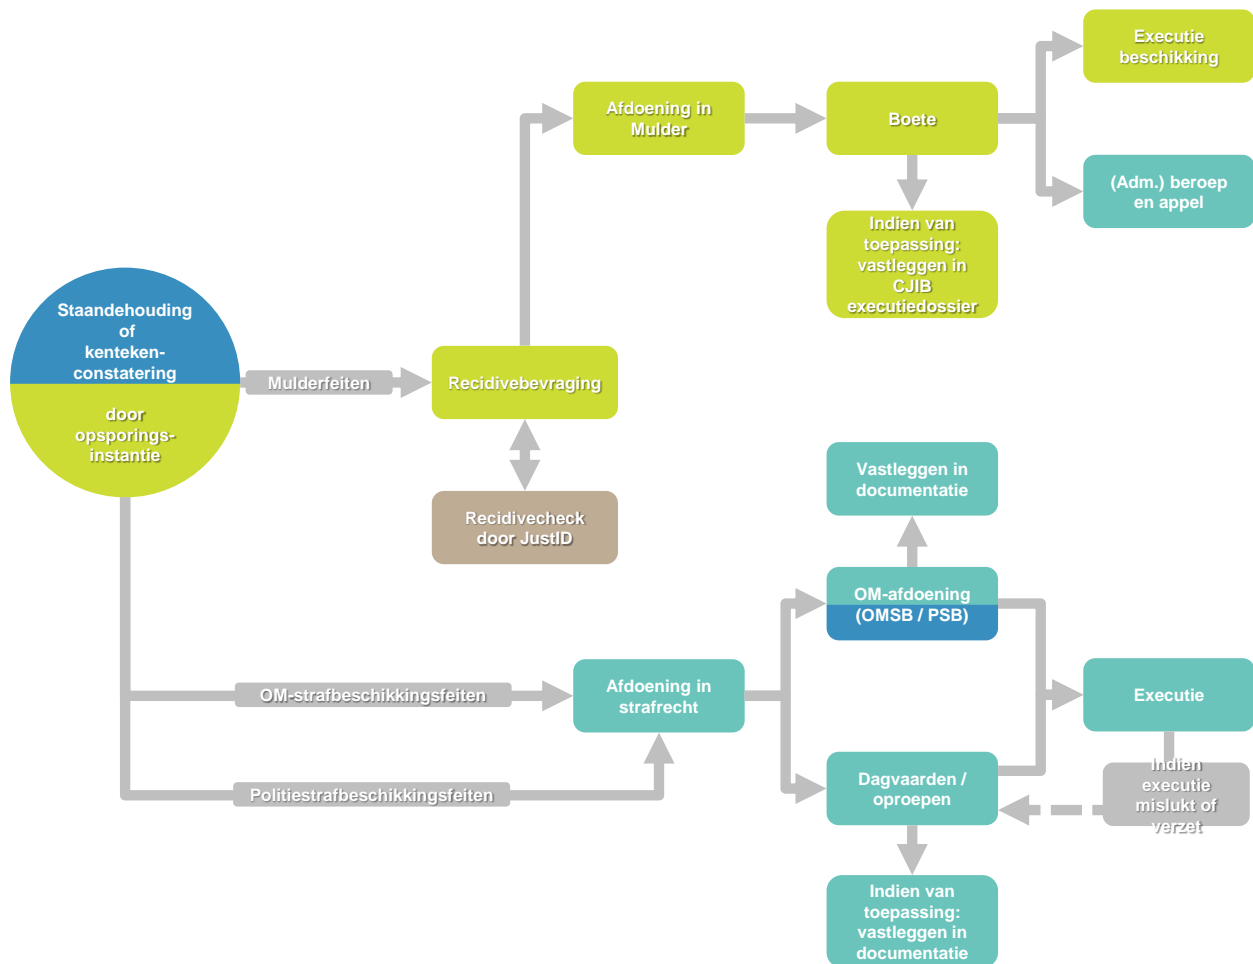 Executie
beschikking
Afdoening in
Mulder
Boete
(Adm.) beroep
en appel
Indien van
toepassing:
vastleggen in
CJIB
executiedossier
Staandehouding
of
kenteken-
constatering
door
opsporings-
instantie
Mulderfeiten
Recidivebevraging
Recidivecheck
door JustID
Vastleggen in
documentatie
OM-afdoening
(OMSB / PSB)
OM-strafbeschikkingsfeiten
Afdoening in
strafrecht
Executie
Politiestrafbeschikkingsfeiten
Dagvaarden /
oproepen
Indien
executie
mislukt of
verzet
Indien van
toepassing:
vastleggen in
documentatie